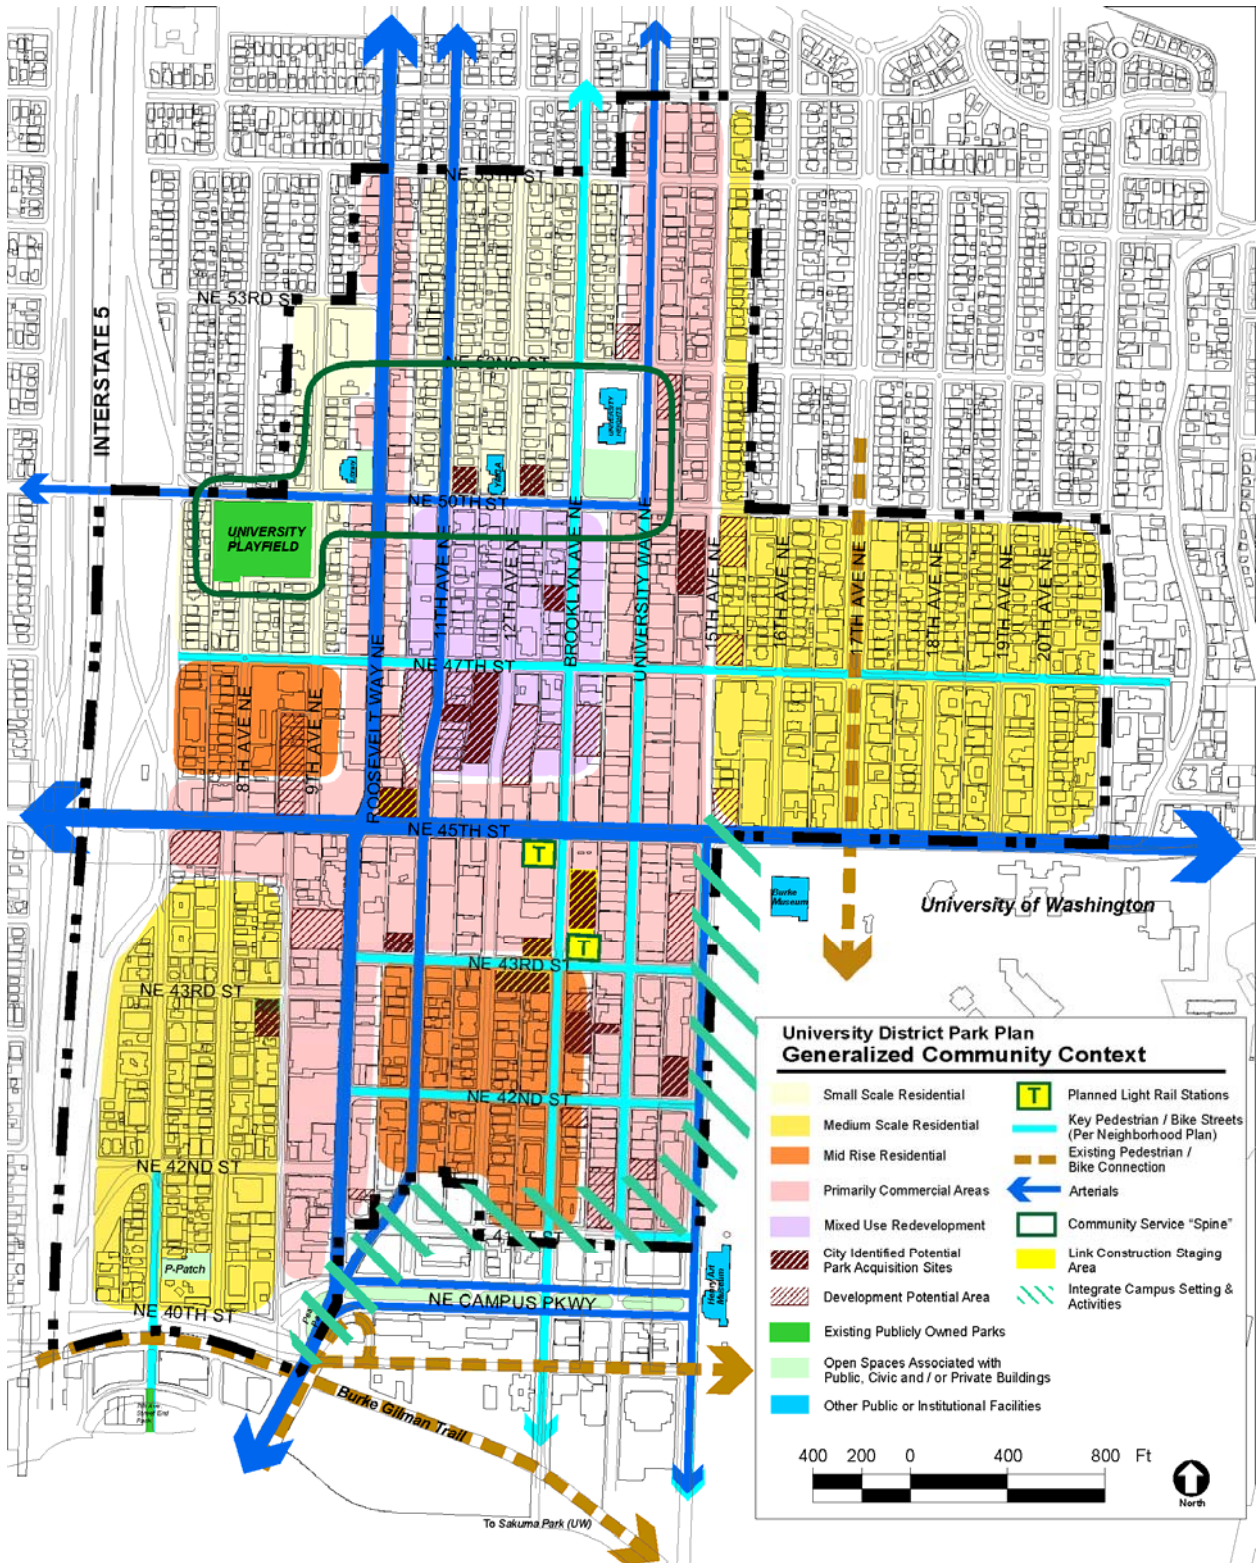 NE 53RD S
INTERSTATE 5
NE 52ND ST
UNIVERSITY
HEIGHTS
NE 50TH ST
UNIVERSITY
PLAYFIELD
11TH AVE NE
12TH AVE NE
BROOKLYN AVE NE
UNIVERSITY WAY NE
15TH AVE NE
16TH AVE NE
17TH AVE NE
18TH AVE NE
19TH AVE NE
20TH AVE NE
NE 47TH ST
8TH AVE NE
9TH AVE NE
ROOSEVELT WAY NE
NE 45TH ST
T
Burke
Museum
University of Washington
T
NE 43RD ST
NE 43RD ST
NE 42ND ST
NE 42ND ST
P-Patch
NE 40TH ST
NE CAMPUS PKWY
Henry Art
Museum
Burke Gilman Trail
To Sakuma Park (UW)
University District Park Plan
Generalized Community Context
Small Scale Residential
Medium Scale Residential
Mid Rise Residential
Primarily Commercial Areas
Mixed Use Redevelopment
City Identified Potential
Park Acquisition Sites
Development Potential Area
Existing Publicly Owned Parks
Open Spaces Associated with
Public, Civic and / or Private Buildings
Other Public or Institutional Facilities
T
Planned Light Rail Stations
Key Pedestrian / Bike Streets
(Per Neighborhood Plan)
Existing Pedestrian /
Bike Connection
Arterials
Community Service "Spine"
Link Construction Staging
Area
Integrate Campus Setting &
Activities
400 200 0 400 800 Ft
North